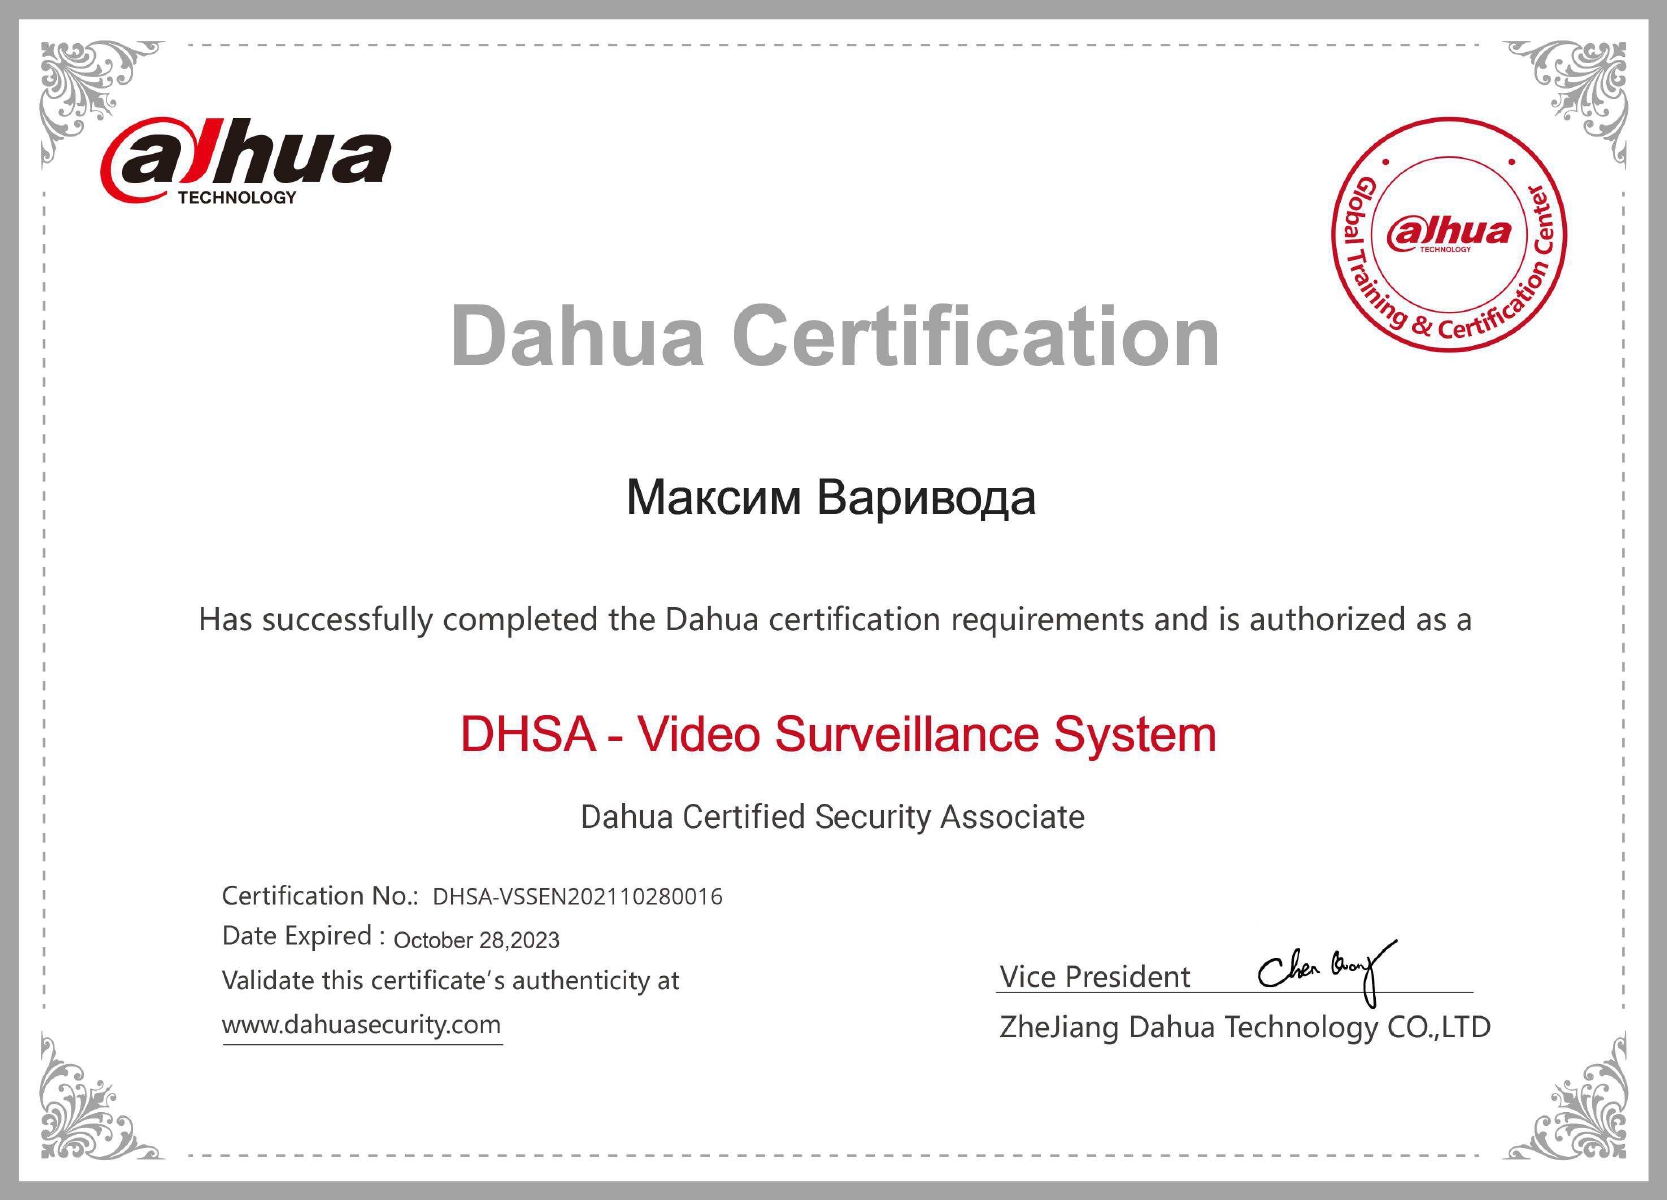 alhua
TECHNOLOGY
Global Training & Certification Center
alhua
TECHNOLOGY
Dahua Certification
Максим Варивода
Has successfully completed the Dahua certification requirements and is authorized as a
DHSA - Video Surveillance System
Dahua Certified Security Associate
Certification No.: DHSA-VSSEN202110280016
Date Expired : October 28,2023
Validate this certificate's authenticity at
www.dahuasecurity.com
Vice President
ZheJiang Dahua Technology CO.,LTD